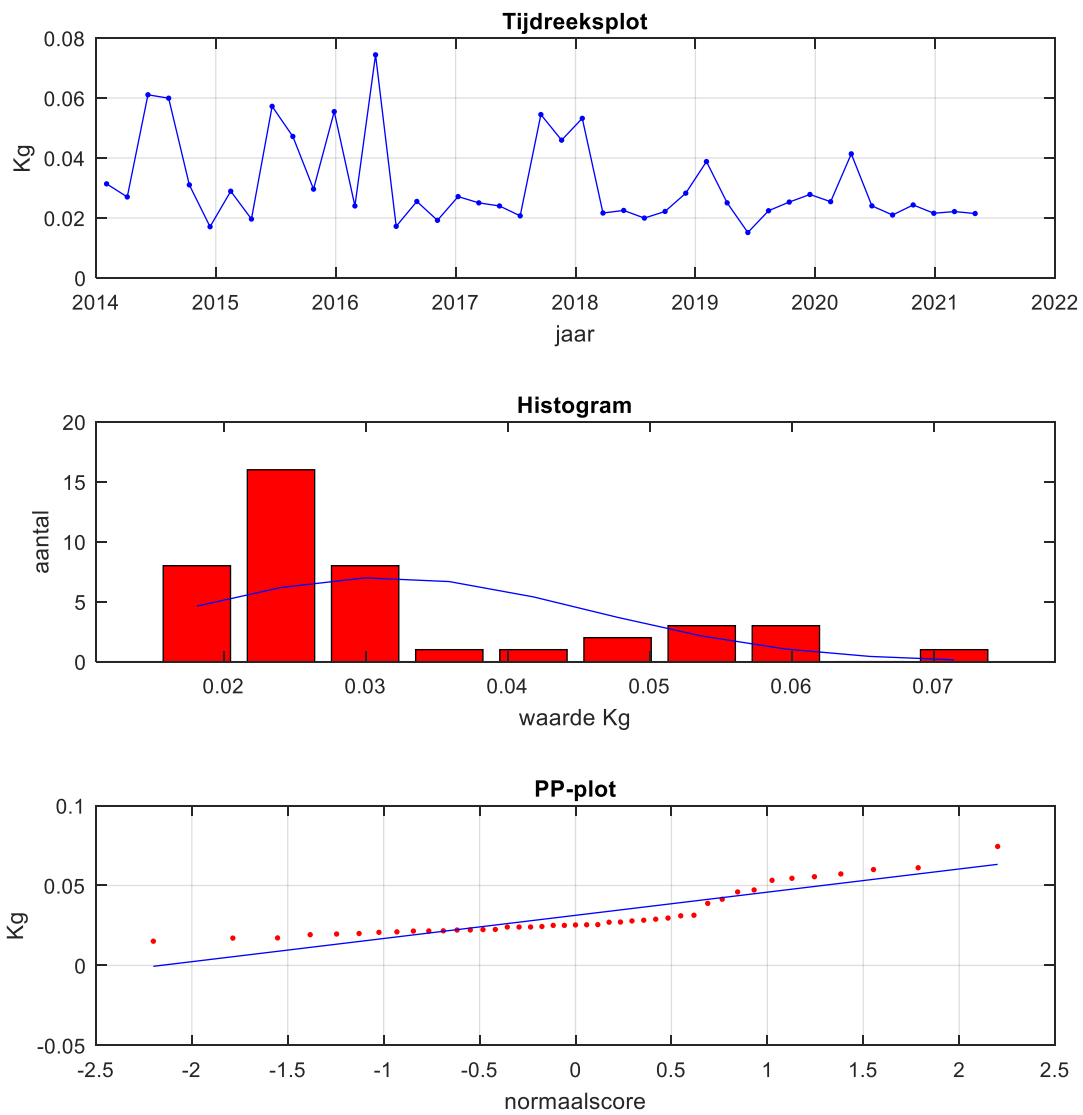 Tijdreeksplot
0.08
0.06
0.04
0.02
0
Kg
2014 2015 2016 2017 2018 2019 2020 2021 2022
jaar
Histogram
20
15
10
5
0
aantal
0.02 0.03 0.04 0.05 0.06 0.07
waarde Kg
PP-plot
0.1
0.05
0
-0.05
Kg
-2.5 -2 -1.5 -1 -0.5 0 0.5 1 1.5 2 2.5
normaalscore